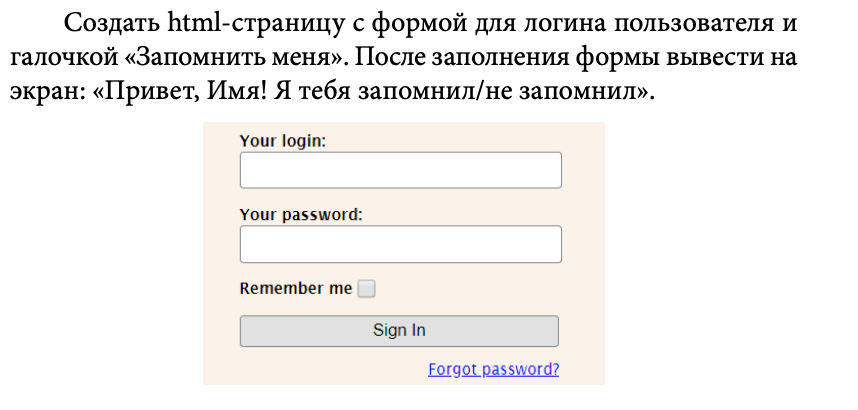 Создать html-страницу с формой для логина пользователя и
галочкой «Запомнить меня». После заполнения формы вывести на
экран: «Привет, Имя! Я тебя запомнил/не запомнил».
Your login:
Your password:
Remember me
Sign In
Forgot password?